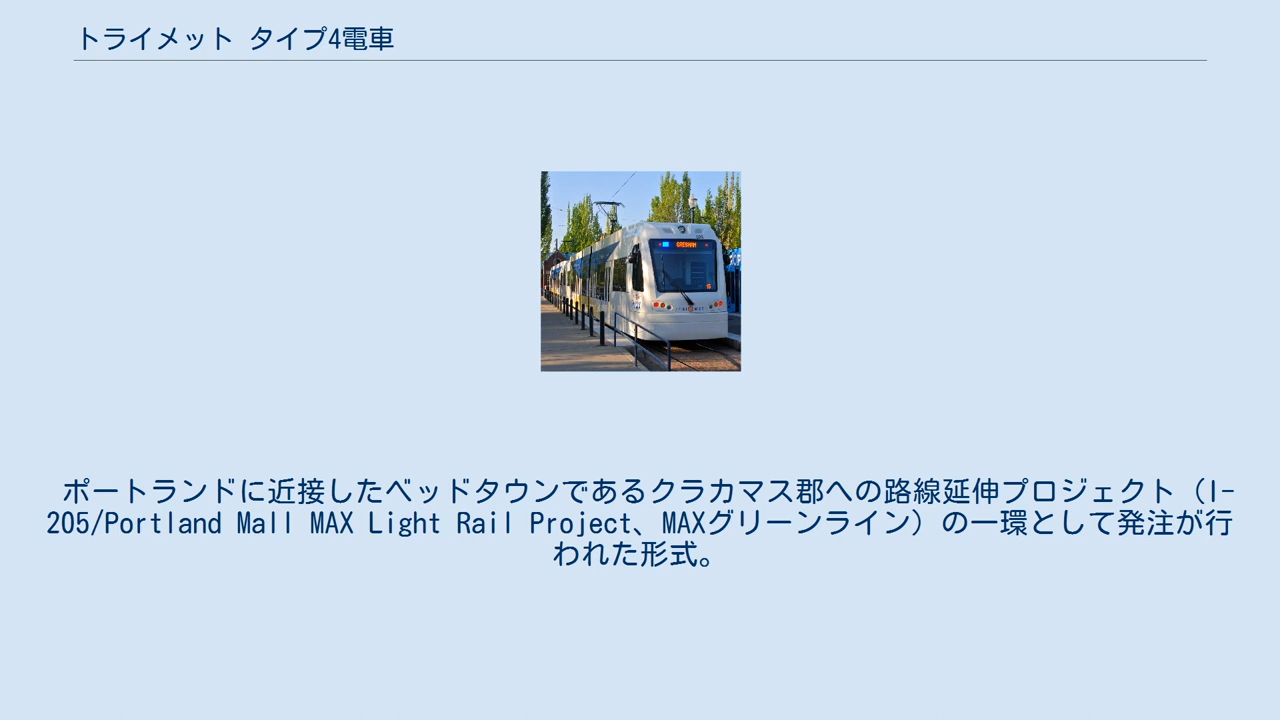 トライメット タイプ4電車
GRESHAM
ポートランドに近接したベッドタウンであるクラカマス郡への路線延伸プロジェクト（I-
205/Portland Mall MAX Light Rail Project、MAXグリーンライン）の一環として発注が行
われた形式。